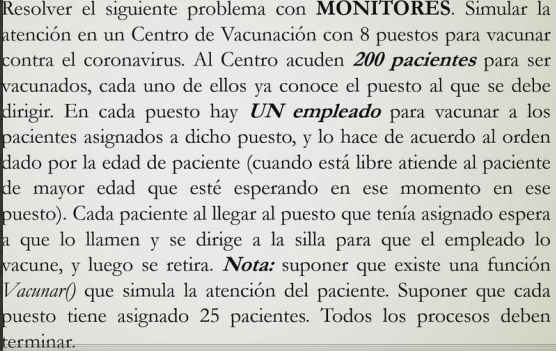 Resolver el siguiente problema con MONITORES. Simular la
atención en un Centro de Vacunación con 8 puestos para vacunar
contra el coronavirus. Al Centro acuden 200 pacientes para ser
vacunados, cada uno de ellos ya conoce el puesto al que se debe
dirigir. En cada puesto hay UN empleado para vacunar a los
pacientes asignados a dicho puesto, y lo hace de acuerdo al orden
dado por la edad de paciente (cuando está libre atiende al paciente
de mayor edad que esté esperando en ese momento en ese
puesto). Cada paciente al llegar al puesto que tenía asignado espera
a que lo llamen y se dirige a la silla para que el empleado lo
vacune, y luego se retira. Nota: suponer que existe una función
Vacunar() que simula la atención del paciente. Suponer que cada
puesto tiene asignado 25 pacientes. Todos los procesos deben
terminar.